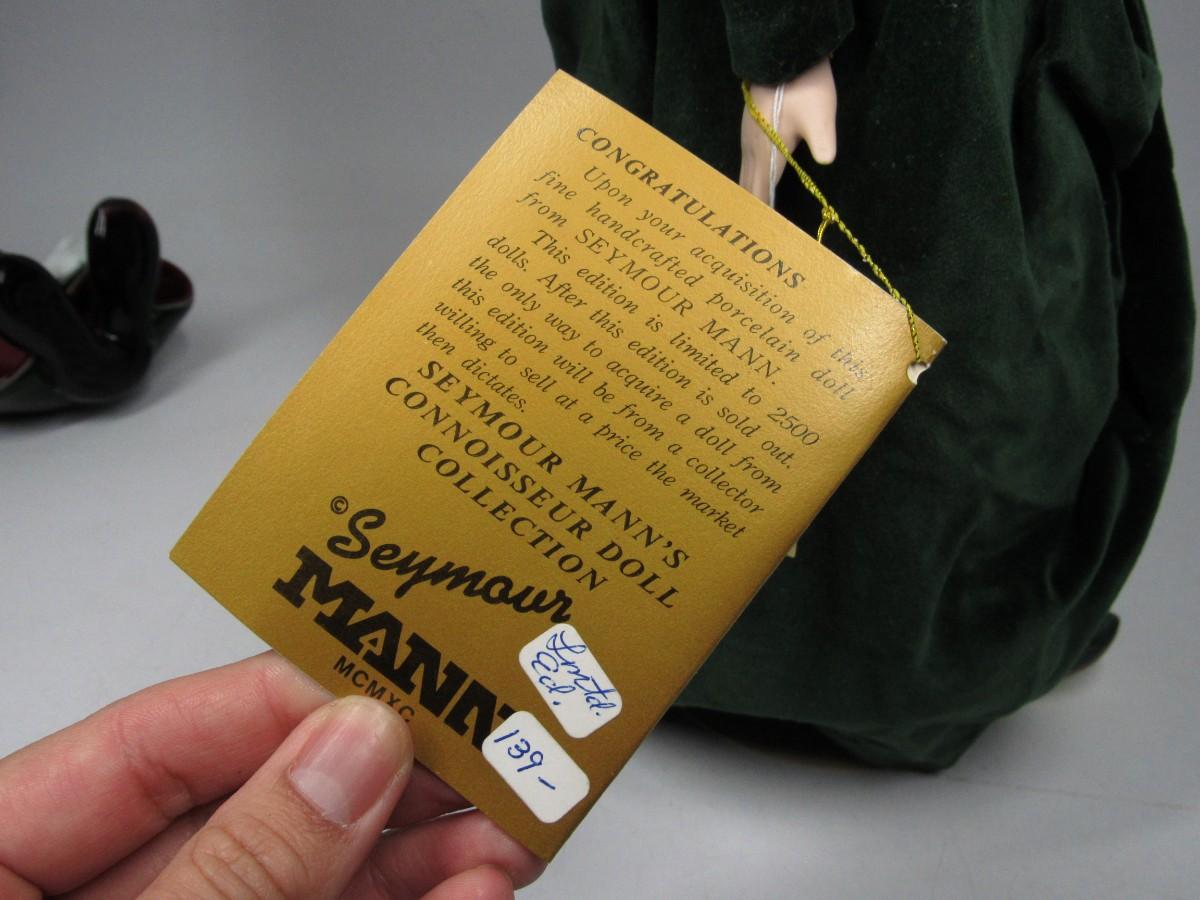 CONGRATULATIONS
Upon your acquisition of this
fine handcrafted porcelain doll
from SEYMOUR MANN.
This edition is limited to 2500
dolls. After this edition is sold out.
the only way to acquire a doll from
this edition will be from a collector
willing to sell at a price the market
then dictates.
SEYMOUR MANN'S
CONNOISSEUR DOLL
COLLECTION
© Seymour
MANN
MCMXC
Lmtd.
Ed.
139-